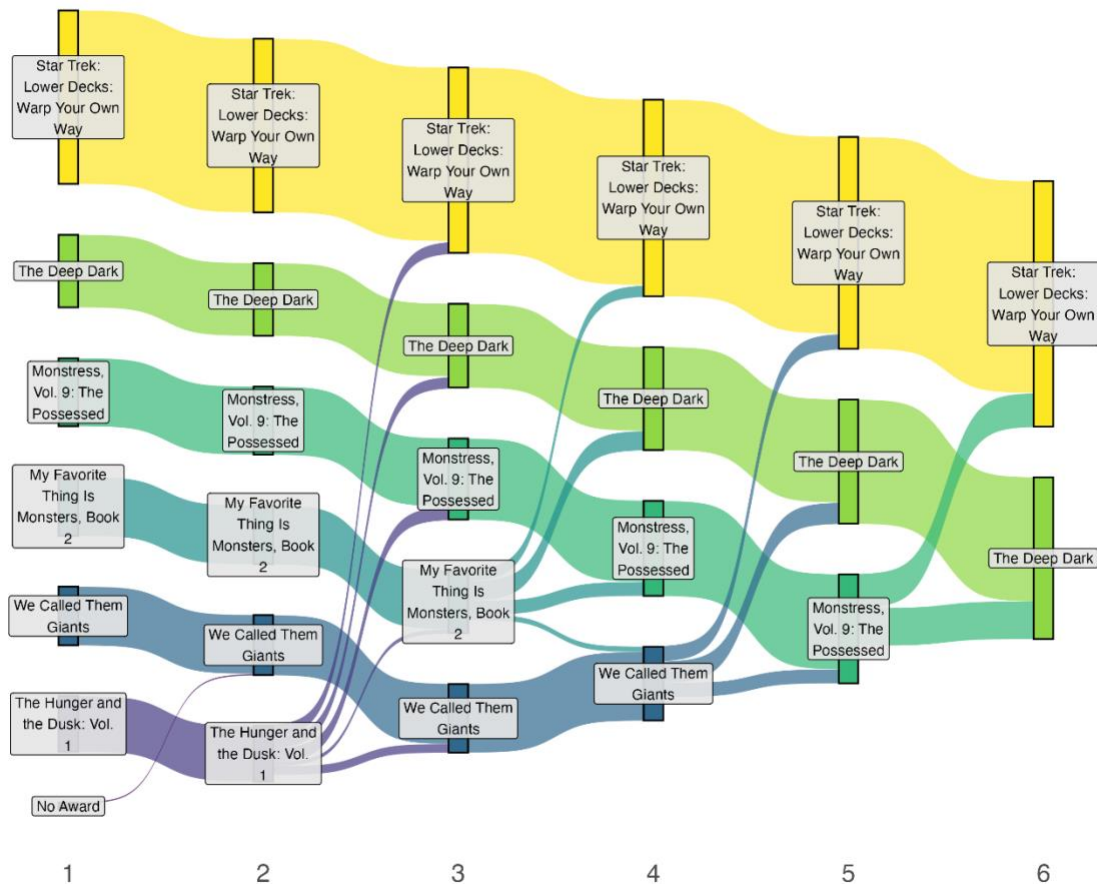 Star Trek:
Lower Decks:
Warp Your Own
Way
The Deep Dark
Monstress,
Vol. 9: The
Possessed
My Favorite
Thing Is
Monsters, Book
2
We Called Them
Giants
The Hunger and
the Dusk: Vol.
1
No Award
Star Trek:
Lower Decks:
Warp Your Own
Way
The Deep Dark
Monstress,
Vol. 9: The
Possessed
My Favorite
Thing Is
Monsters, Book
2
We Called Them
Giants
The Hunger and
the Dusk: Vol.
1
Star Trek:
Lower Decks:
Warp Your Own
Way
The Deep Dark
Monstress,
Vol. 9: The
Possessed
My Favorite
Thing Is
Monsters, Book
2
We Called Them
Giants
Star Trek:
Lower Decks:
Warp Your Own
Way
The Deep Dark
Monstress,
Vol. 9: The
Possessed
We Called Them
Giants
Star Trek:
Lower Decks:
Warp Your Own
Way
The Deep Dark
Monstress,
Vol. 9: The
Possessed
Star Trek:
Lower Decks:
Warp Your Own
Way
The Deep Dark
1 2 3 4 5 6